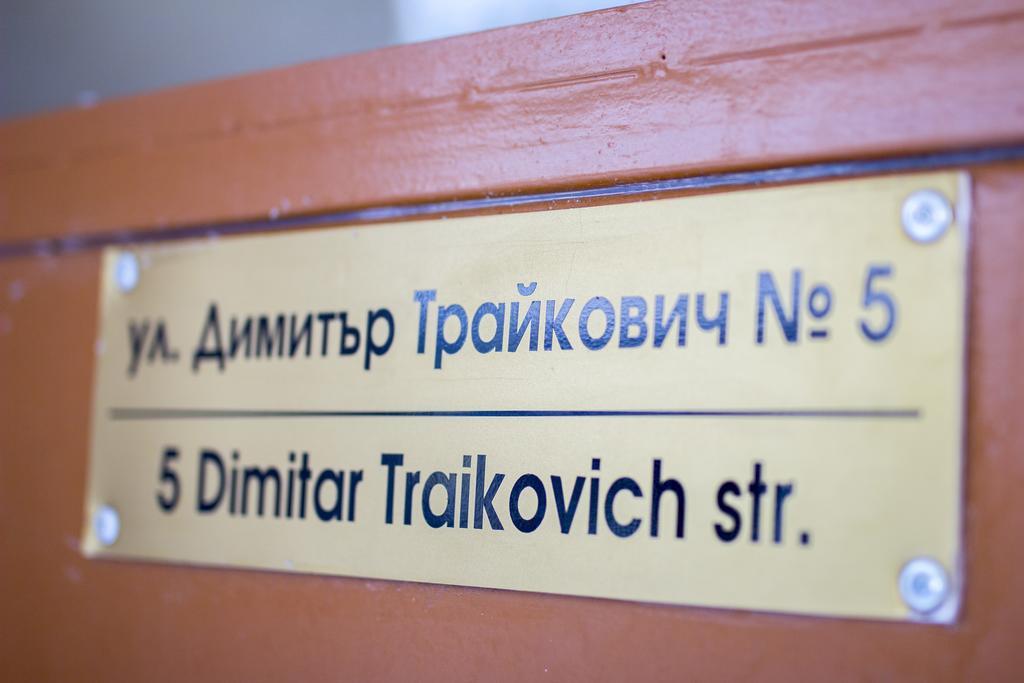 ул. Димитър Трайкович № 5
5 Dimitar Traikovich str.